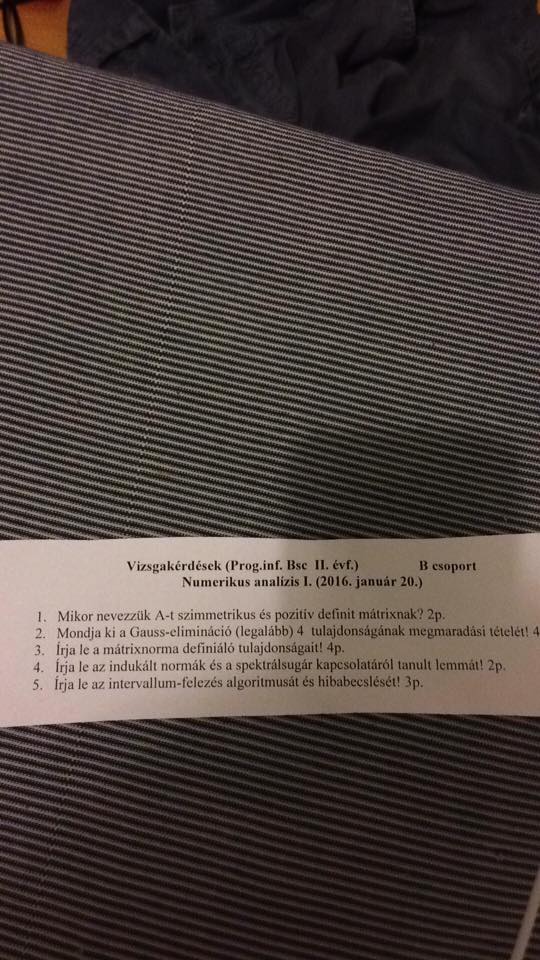 Vizsgakérdések (Prog.inf. Bsc II. évf.) B csoport
Numerikus analízis I. (2016. január 20.)
1. Mikor nevezzük A-t szimmetrikus és pozitív definit mátrixnak? 2p.
2. Mondja ki a Gauss-elimináció (legalább) 4 tulajdonságának megmaradási tételét! 4
3. Írja le a mátrixnorma definiáló tulajdonságait! 4p.
4. Írja le az indukált normák és a spektrálsugár kapcsolatáról tanult lemmát! 2p.
5. Írja le az intervallum-felezés algoritmusát és hibabecslését! 3p.